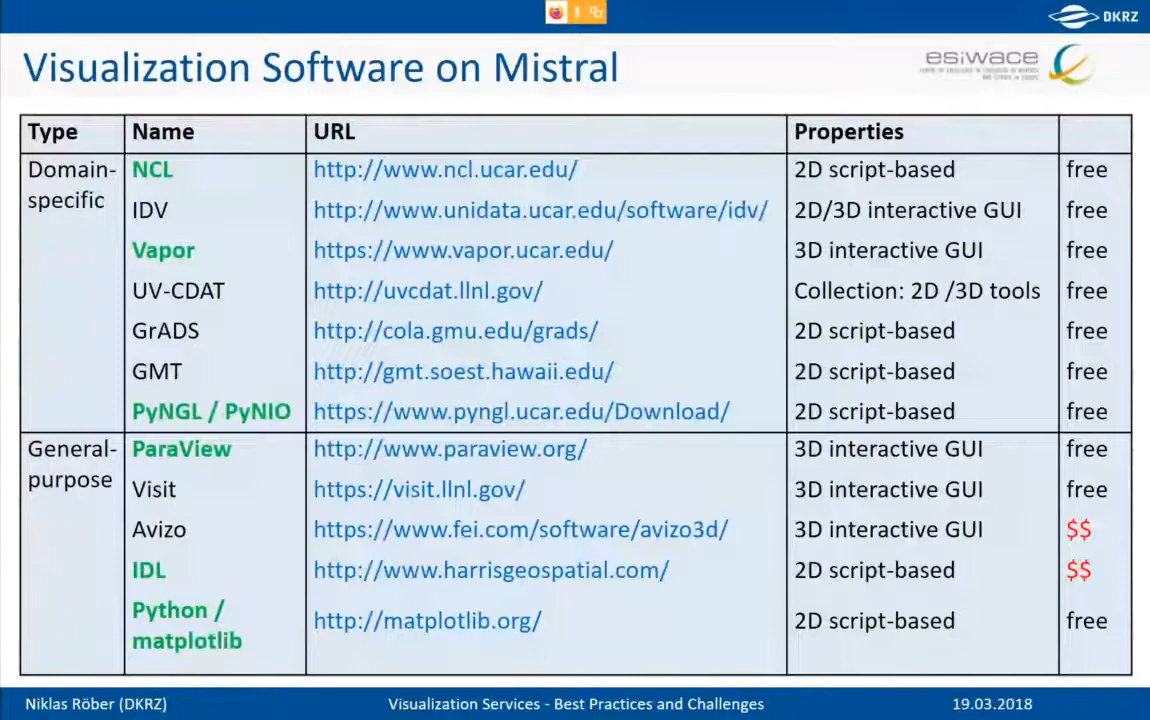 DKRZ
Visualization Software on Mistral
esiwace
Type Name URL Properties
Domain- NCL http://www.ncl.ucar.edu/ 2D script-based free
specific
IDV http://www.unidata.ucar.edu/software/idv/ 2D/3D interactive GUI free
Vapor https://www.vapor.ucar.edu/ 3D interactive GUI free
UV-CDAT http://uvcdat.llnl.gov/ Collection: 2D /3D tools free
GrADS http://cola.gmu.edu/grads/ 2D script-based free
GMT http://gmt.soest.hawaii.edu/ 2D script-based free
PyNGL / PyNIO https://www.pyngl.ucar.edu/Download/ 2D script-based free
General- ParaView http://www.paraview.org/ 3D interactive GUI free
purpose
Visit https://visit.llnl.gov/ 3D interactive GUI free
Avizo https://www.fei.com/software/avizo3d/ 3D interactive GUI $$
IDL http://www.harrisgeospatial.com/ 2D script-based $$
Python /
matplotlib http://matplotlib.org/ 2D script-based free
Niklas Röber (DKRZ) Visualization Services - Best Practices and Challenges 19.03.2018